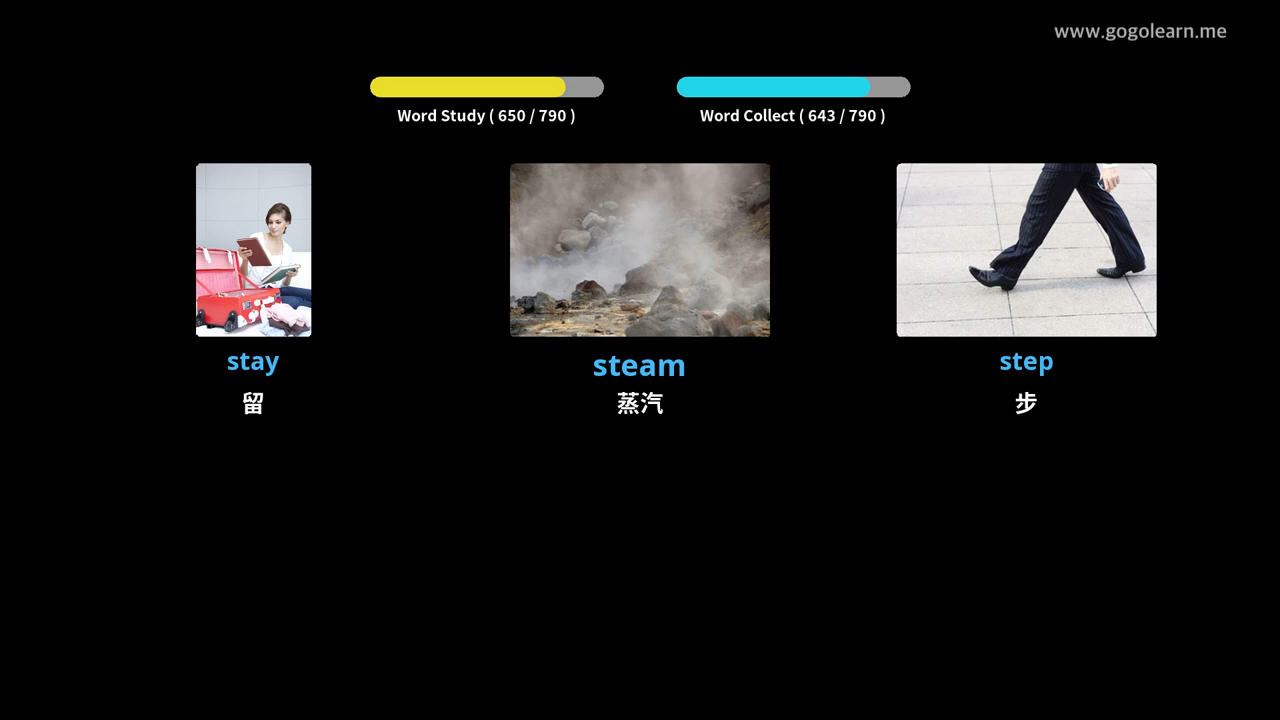 www.gogolearn.me
Word Study ( 650 / 790 )
Word Collect ( 643 / 790 )
stay
steam
step
留
蒸汽
步